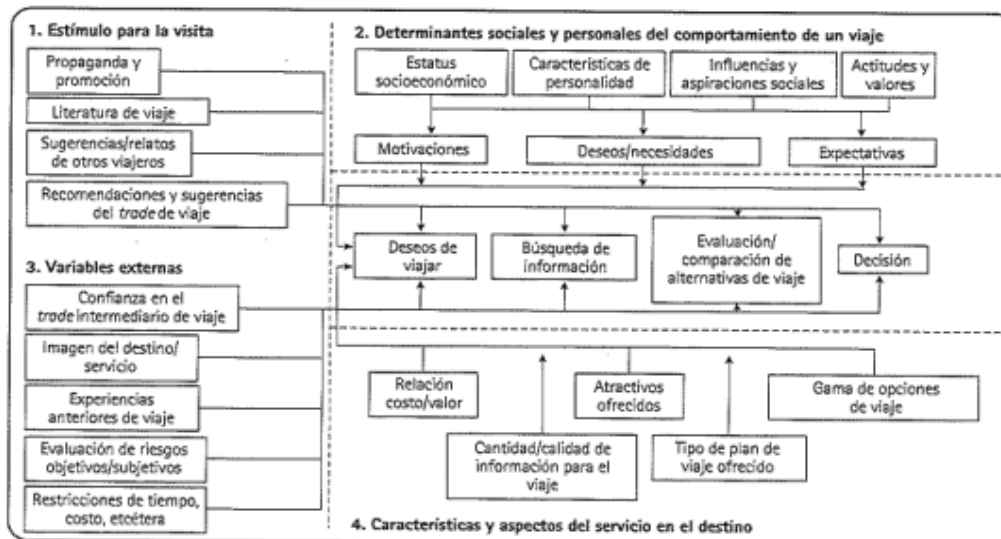 1. Estímulo para la visita
Propaganda y
promoción
Literatura de viaje
Sugerencias/relatos
de otros viajeros
Recomendaciones y sugerencias
del trade de viaje
2. Determinantes sociales y personales del comportamiento de un viaje
Estatus
socioeconómico
Características de
personalidad
Influencias y
aspiraciones sociales
Actitudes y
valores
Motivaciones
Deseos/necesidades
Expectativas
Deseos de
viajar
Búsqueda de
información
Evaluación/
comparación de
alternativas de viaje
Decisión
3. Variables externas
Confianza en el
trade intermediario de viaje
Imagen del destino/
servicio
Experiencias
anteriores de viaje
Evaluación de riesgos
objetivos/subjetivos
Restricciones de tiempo,
costo, etcétera
Relación
costo/valor
Atractivos
ofrecidos
Gama de opciones
de viaje
Cantidad/calidad de
información para el
viaje
Tipo de plan de
viaje ofrecido
4. Características y aspectos del servicio en el destino